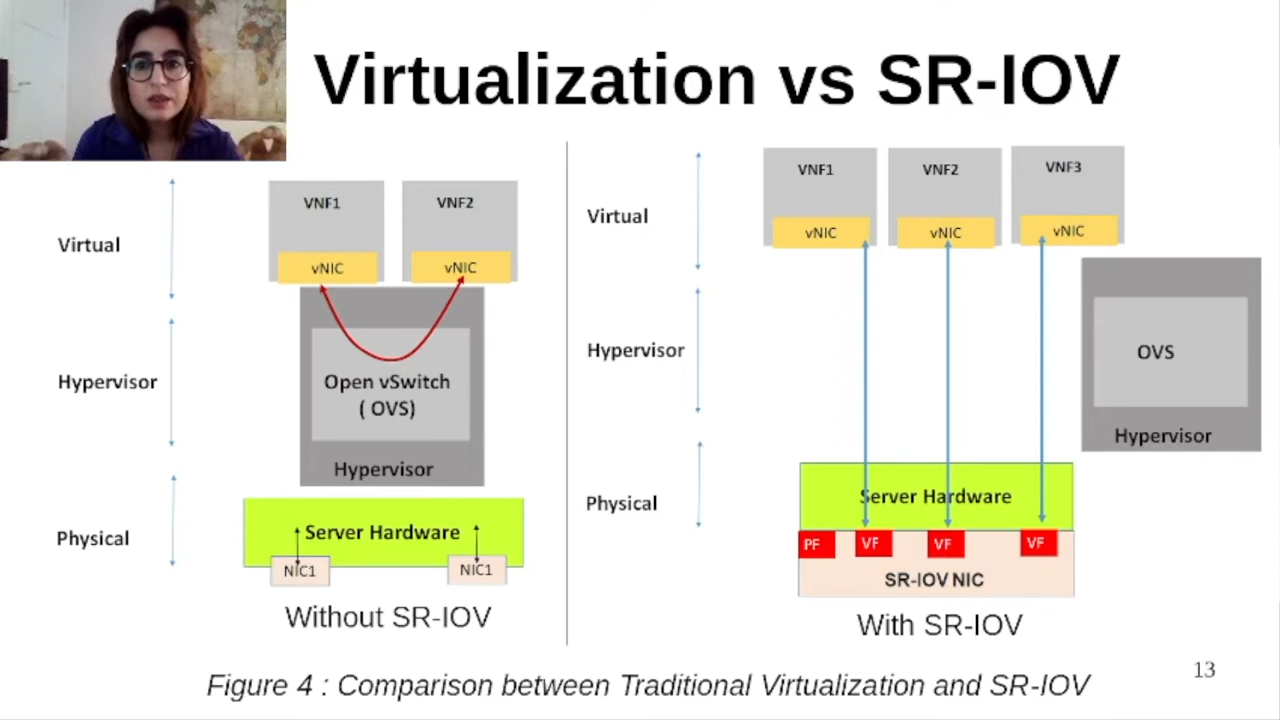 Virtualization vs SR-IOV
Virtual
Hypervisor
Physical
VNF1
VNF2
vNIC
vNIC
Open vSwitch
( OVS)
Hypervisor
Server Hardware
NIC1
NIC1
Without SR-IOV
Virtual
Hypervisor
Physical
VNF1
VNF2
VNF3
vNIC
vNIC
vNIC
OVS
Hypervisor
Server Hardware
PF
VF
VF
VF
SR-IOV NIC
With SR-IOV
Figure 4 : Comparison between Traditional Virtualization and SR-IOV
13